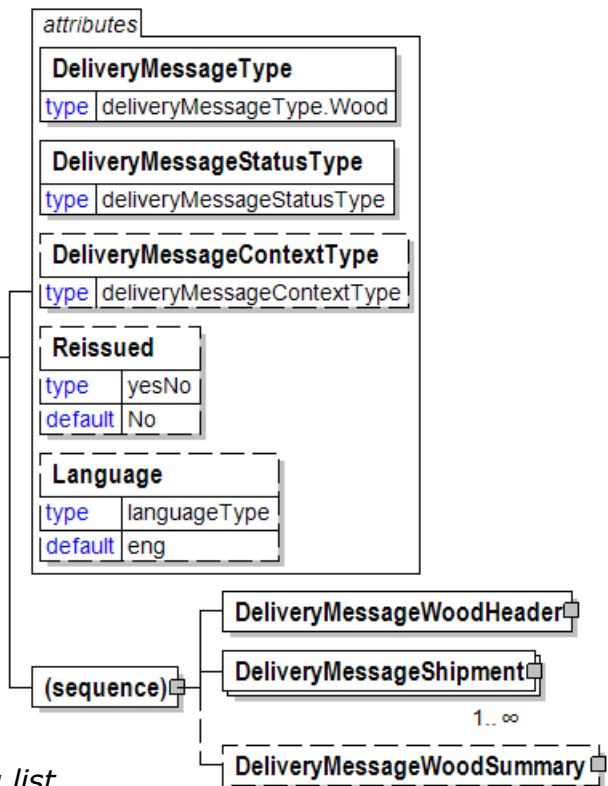 attributes
DeliveryMessageType
type deliveryMessageType.Wood
DeliveryMessageStatusType
type deliveryMessageStatusType
DeliveryMessageContextType
type deliveryMessageContextType
Reissued
type yesNo
default No
Language
type languageType
default eng
DeliveryMessageWoodHeader
(sequence)
DeliveryMessageShipment
1.. ∞
DeliveryMessageWoodSummary
list